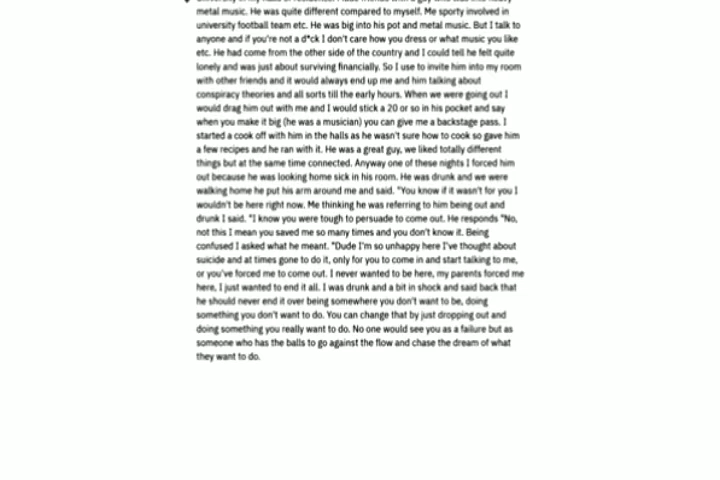 metal music. He was quite different compared to myself. Me sporty involved in
university football team etc. He was big into his pot and metal music. But I talk to
anyone and if you're not a d*ck I don't care how you dress or what music you like
etc. He had come from the other side of the country and I could tell he felt quite
lonely and was just about surviving financially. So I use to invite him into my room
with other friends and it would always end up me and him talking about
conspiracy theories and all sorts till the early hours. When we were going out I
would drag him out with me and I would stick a 20 or so in his pocket and say
when you make it big (he was a musician) you can give me a backstage pass. I
started a cook off with him in the halls as he wasn't sure how to cook so gave him
a few recipes and he ran with it. He was a great guy, we liked totally different
things but at the same time connected. Anyway one of these nights I forced him
out because he was looking home sick in his room. He was drunk and we were
walking home he put his arm around me and said. "You know if it wasn't for you I
wouldn't be here right now. Me thinking he was referring to him being out and
drunk I said. "I know you were tough to persuade to come out. He responds "No,
not this I mean you saved me so many times and you don't know it. Being
confused I asked what he meant. "Dude I'm so unhappy here I've thought about
suicide and at times gone to do it, only for you to come in and start talking to me,
or you've forced me to come out. I never wanted to be here, my parents forced me
here, I just wanted to end it all. I was drunk and a bit in shock and said back that
he should never end it over being somewhere you don't want to be, doing
something you don't want to do. You can change that by just dropping out and
doing something you really want to do. No one would see you as a failure but as
someone who has the balls to go against the flow and chase the dream of what
they want to do.